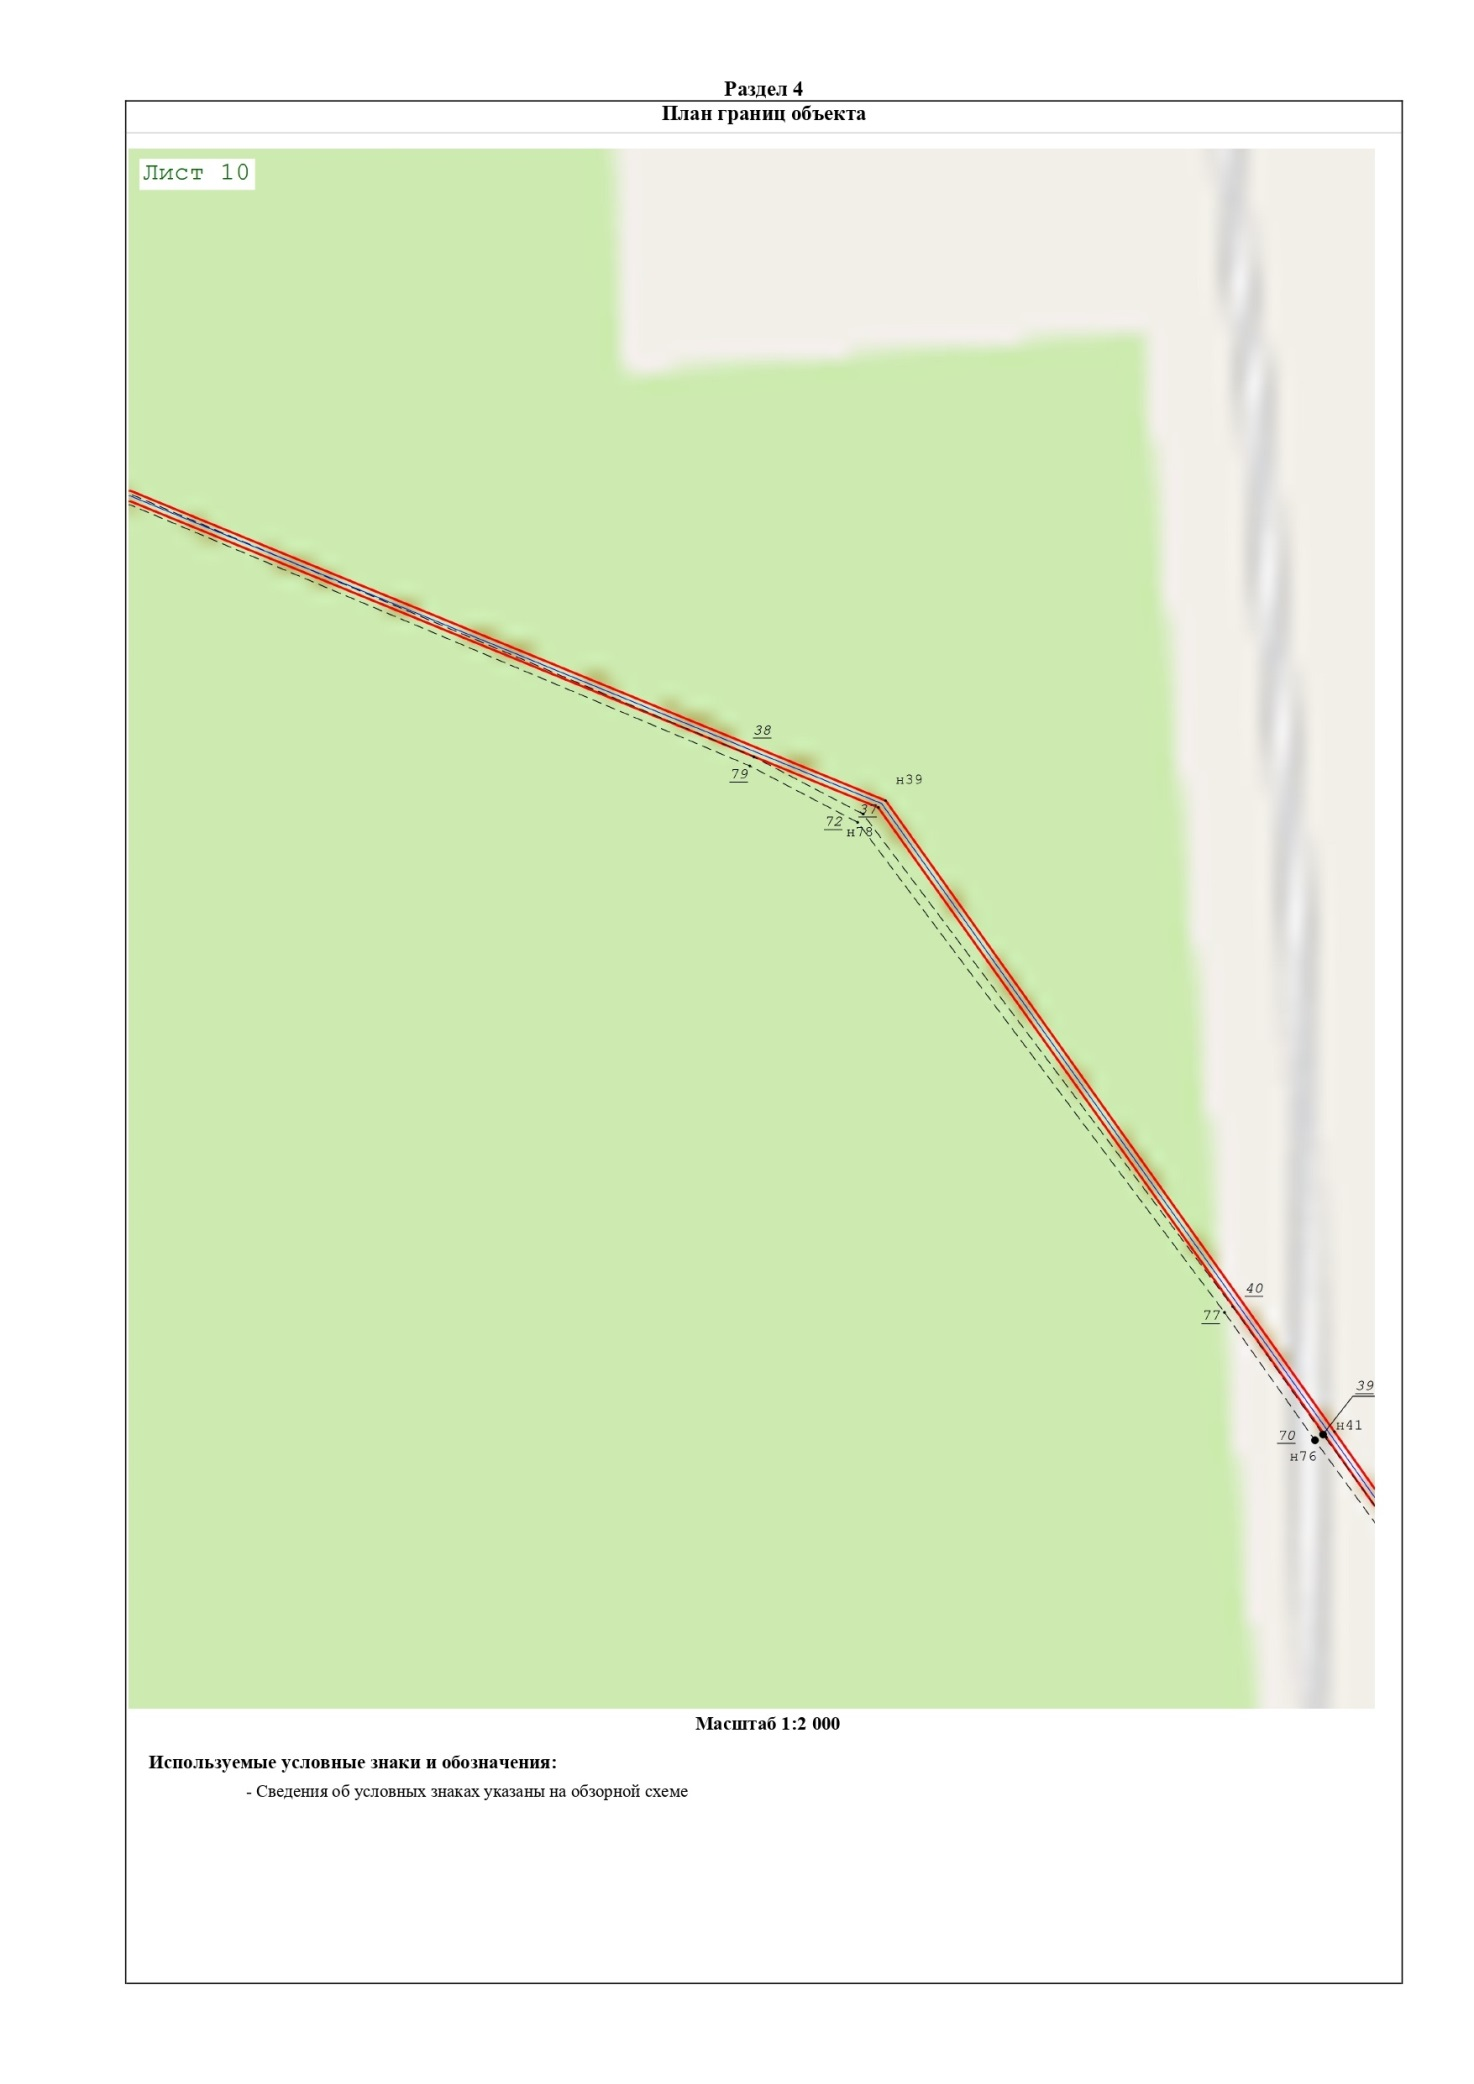 Раздел 4
План границ объекта
Лист 10
38
79
н39
37
72
н78
40
77
39
н41
70
н76
Масштаб 1:2 000
Используемые условные знаки и обозначения:
- Сведения об условных знаках указаны на обзорной схеме